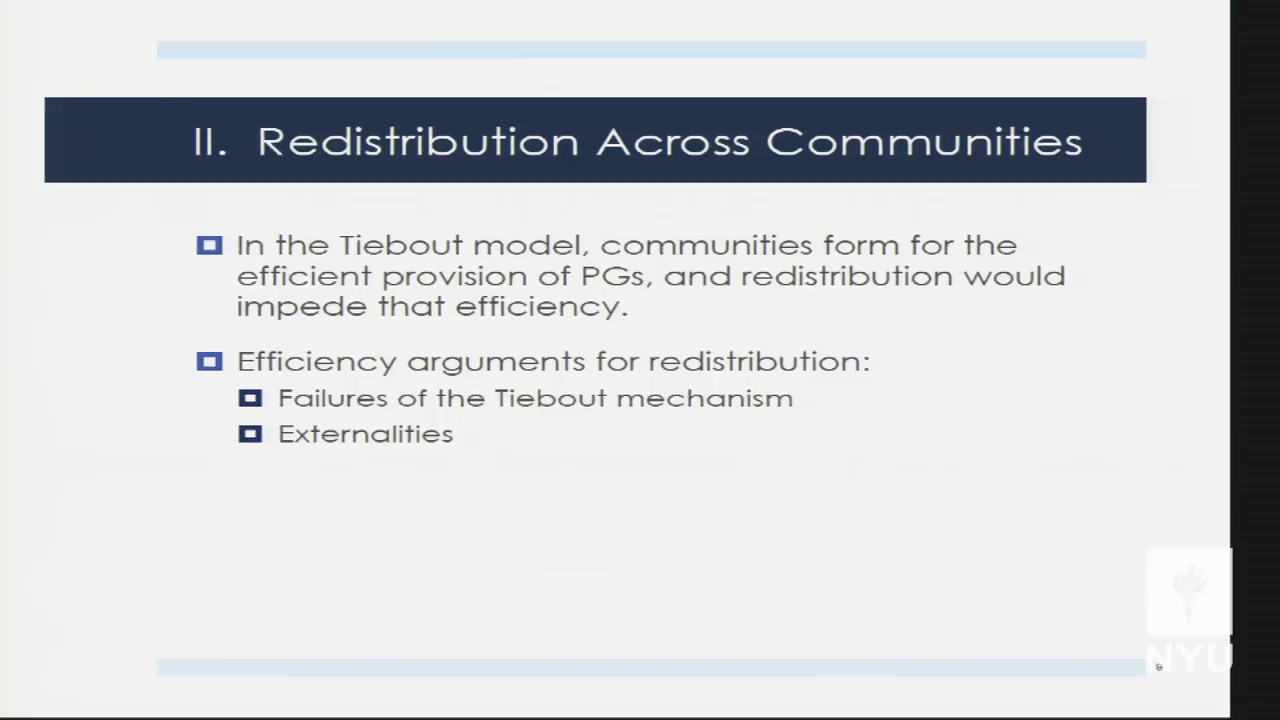 II. Redistribution Across Communities
In the Tiebout model, communities form for the
efficient provision of PGs, and redistribution would
impede that efficiency.
Efficiency arguments for redistribution:
Failures of the Tiebout mechanism
Externalities
NYU